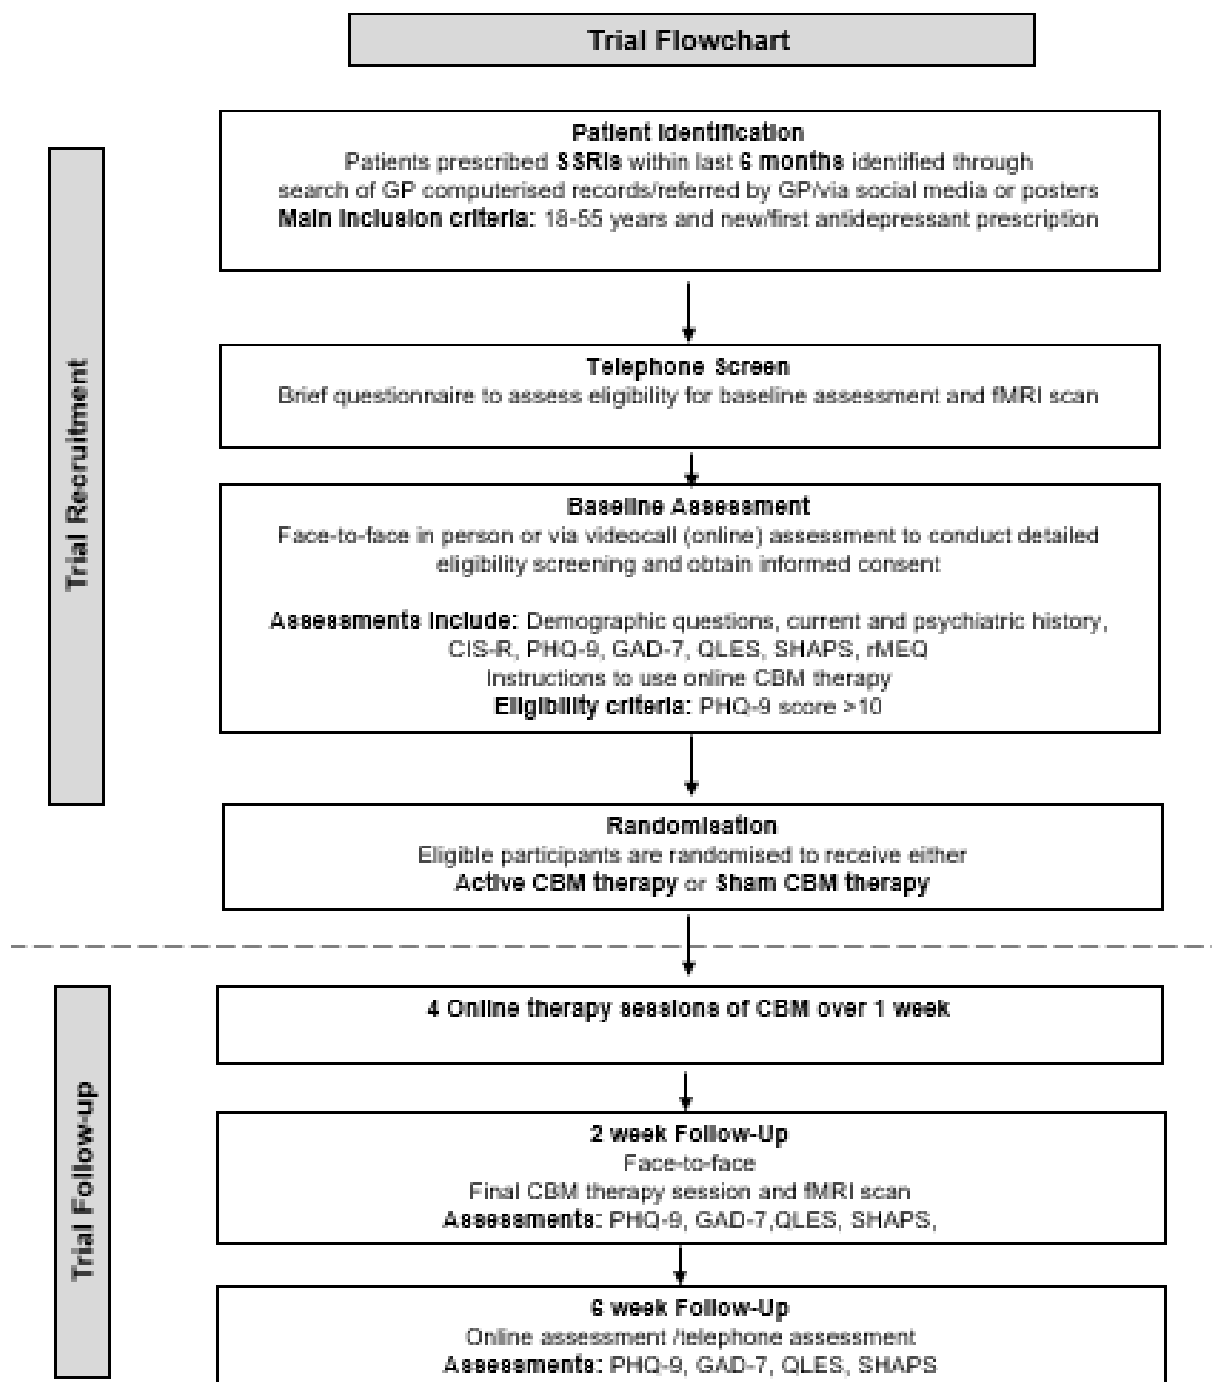 Trial Flowchart
Trial Recruitment
Patient Identification
Patients prescribed SSRIs within last 6 months identified through
search of GP computerised records/referred by GP/via social media or posters
Main Inclusion criteria: 18-55 years and new/first antidepressant prescription
Telephone Screen
Brief questionnaire to assess eligibility for baseline assessment and fMRI scan
Baseline Assessment
Face-to-face in person or via videocall (online) assessment to conduct detailed
eligibility screening and obtain informed consent
Assessments Include: Demographic questions, current and psychiatric history,
CIS-R, PHQ-9, GAD-7, QLES, SHAPS, rMEQ
Instructions to use online CBM therapy
Eligibility criteria: PHQ-9 score >10
Randomisation
Eligible participants are randomised to receive either
Active CBM therapy or Sham CBM therapy
Trial Follow-up
4 Online therapy sessions of CBM over 1 week
2 week Follow-Up
Face-to-face
Final CBM therapy session and fMRI scan
Assessments: PHQ-9, GAD-7,QLES, SHAPS,
6 week Follow-Up
Online assessment /telephone assessment
Assessments: PHQ-9, GAD-7, QLES, SHAPS